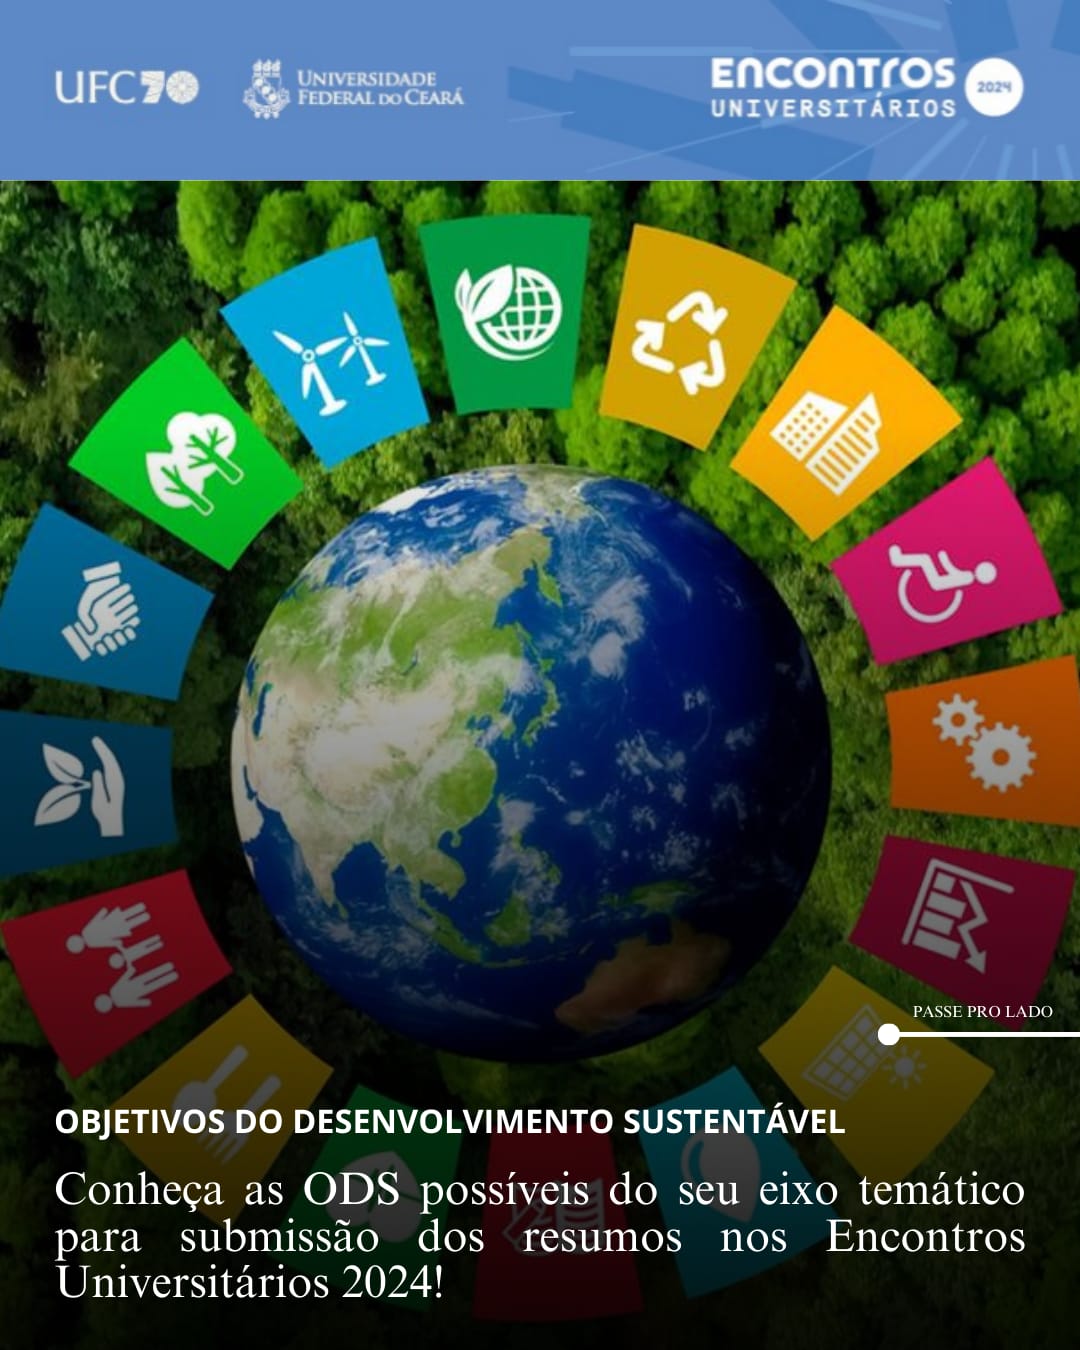 UFC70
UNIVERSIDADE
FEDERAL DO CEARÁ
ENCONTROS
UNIVERSITÁRIOS
2024
PASSE PRO LADO
OBJETIVOS DO DESENVOLVIMENTO SUSTENTÁVEL
Conheça as ODS possíveis do seu eixo temático
para submissão dos resumos nos Encontros
Universitários 2024!